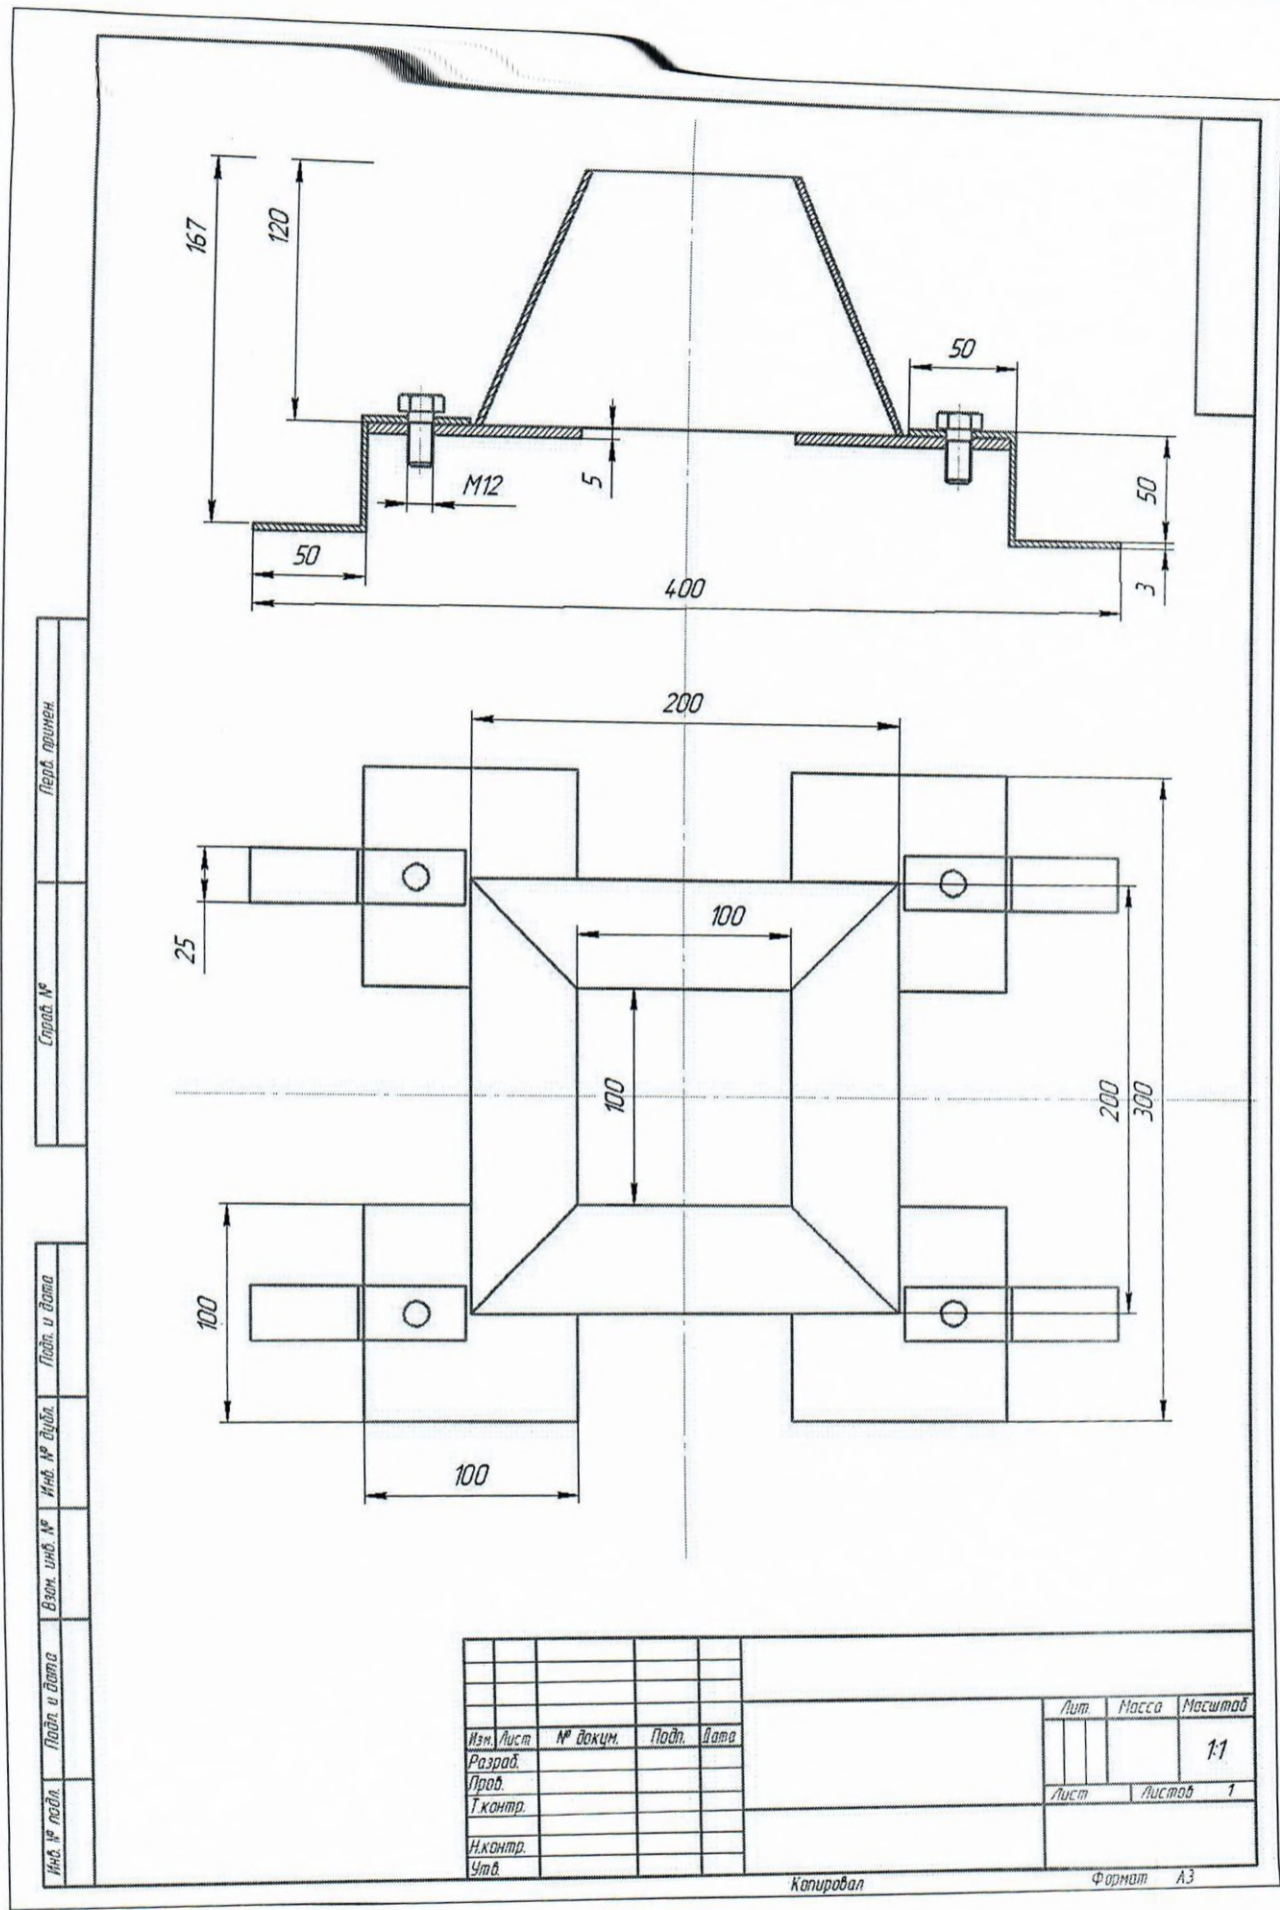 167
120
50
M12
5
50
50
3
400
200
25
100
100
200
300
100
100
Перв. примен.
Справ. №
Подп. и дата
Инв. № дубл.
Взам. инв. №
Подп. и дата
Инв. № подл.
Изм. Лист № докум. Подп. Дата
Разраб.
Пров.
Т.контр.
Н.контр.
Утв.
Лит. Масса Масштаб
1:1
Лист Листов 1
Копировал Формат А3